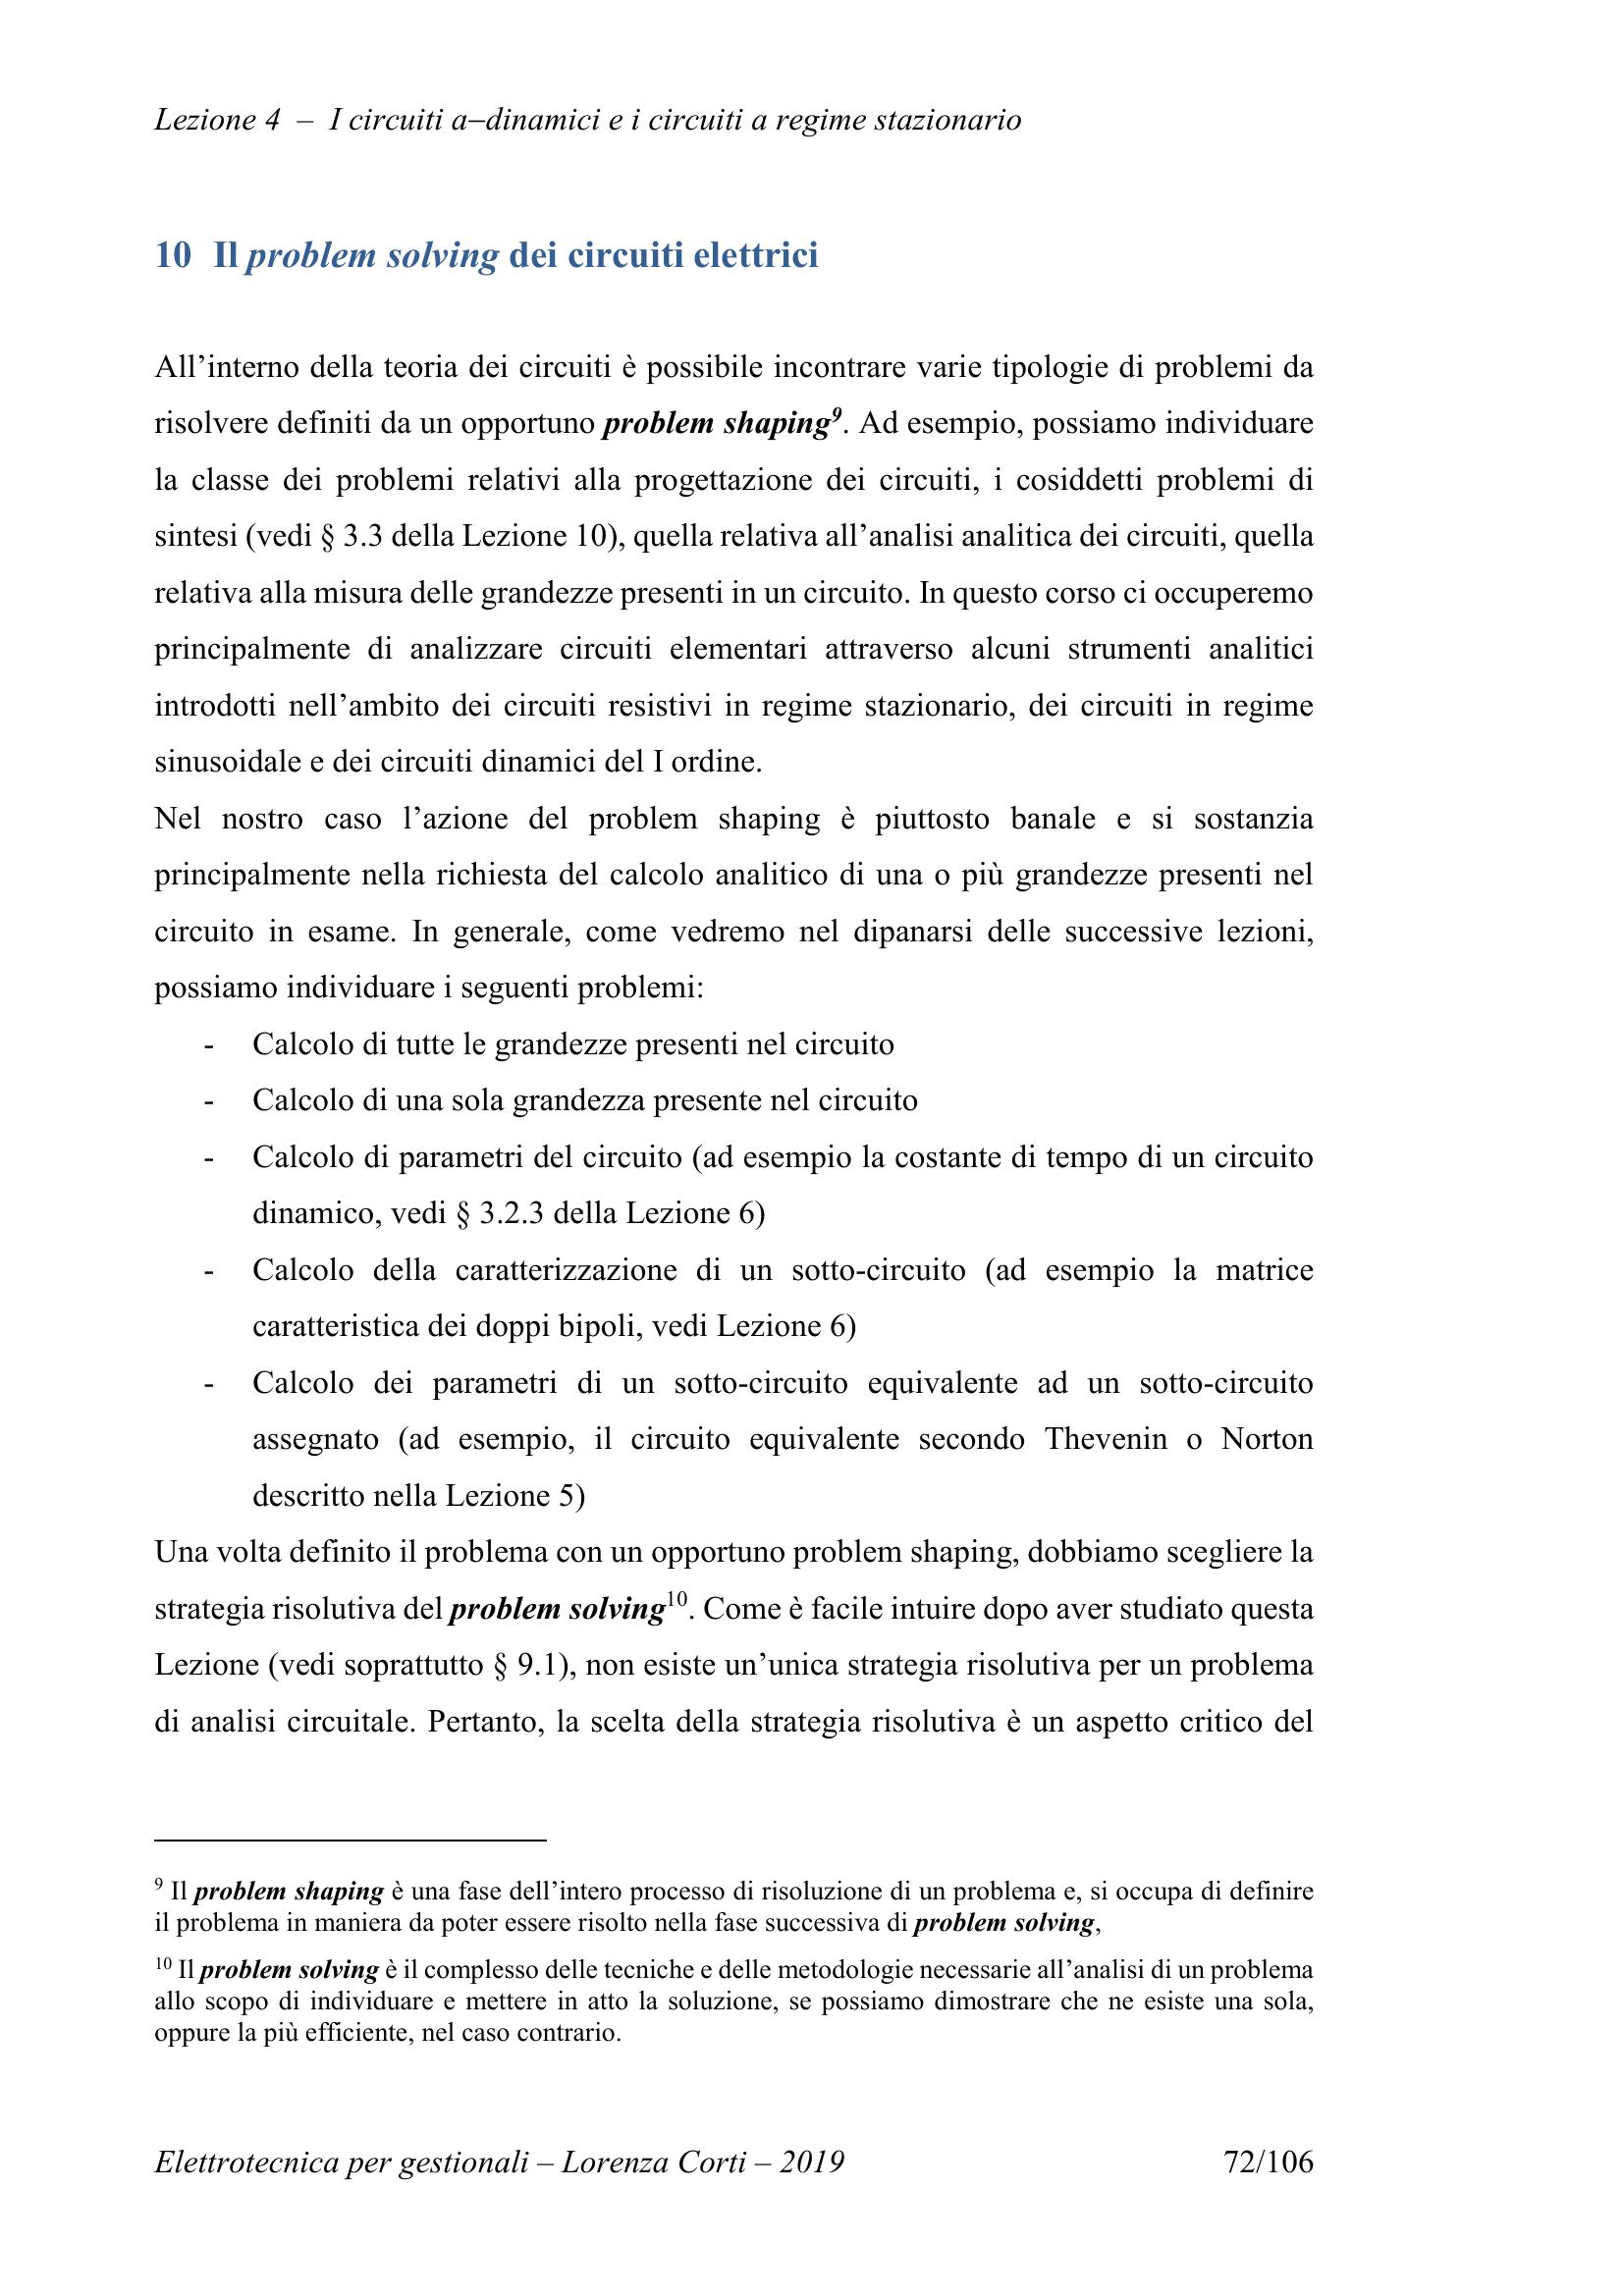 Lezione 4 – I circuiti a–dinamici e i circuiti a regime stazionario
10 Il problem solving dei circuiti elettrici
All’interno della teoria dei circuiti è possibile incontrare varie tipologie di problemi da
risolvere definiti da un opportuno problem shaping⁹. Ad esempio, possiamo individuare
la classe dei problemi relativi alla progettazione dei circuiti, i cosiddetti problemi di
sintesi (vedi § 3.3 della Lezione 10), quella relativa all’analisi analitica dei circuiti, quella
relativa alla misura delle grandezze presenti in un circuito. In questo corso ci occuperemo
principalmente di analizzare circuiti elementari attraverso alcuni strumenti analitici
introdotti nell’ambito dei circuiti resistivi in regime stazionario, dei circuiti in regime
sinusoidale e dei circuiti dinamici del I ordine.
Nel nostro caso l’azione del problem shaping è piuttosto banale e si sostanzia
principalmente nella richiesta del calcolo analitico di una o più grandezze presenti nel
circuito in esame. In generale, come vedremo nel dipanarsi delle successive lezioni,
possiamo individuare i seguenti problemi:
- Calcolo di tutte le grandezze presenti nel circuito
- Calcolo di una sola grandezza presente nel circuito
- Calcolo di parametri del circuito (ad esempio la costante di tempo di un circuito
dinamico, vedi § 3.2.3 della Lezione 6)
- Calcolo della caratterizzazione di un sotto-circuito (ad esempio la matrice
caratteristica dei doppi bipoli, vedi Lezione 6)
- Calcolo dei parametri di un sotto-circuito equivalente ad un sotto-circuito
assegnato (ad esempio, il circuito equivalente secondo Thevenin o Norton
descritto nella Lezione 5)
Una volta definito il problema con un opportuno problem shaping, dobbiamo scegliere la
strategia risolutiva del problem solving¹⁰. Come è facile intuire dopo aver studiato questa
Lezione (vedi soprattutto § 9.1), non esiste un’unica strategia risolutiva per un problema
di analisi circuitale. Pertanto, la scelta della strategia risolutiva è un aspetto critico del
⁹ Il problem shaping è una fase dell’intero processo di risoluzione di un problema e, si occupa di definire
il problema in maniera da poter essere risolto nella fase successiva di problem solving,
¹⁰ Il problem solving è il complesso delle tecniche e delle metodologie necessarie all’analisi di un problema
allo scopo di individuare e mettere in atto la soluzione, se possiamo dimostrare che ne esiste una sola,
oppure la più efficiente, nel caso contrario.
Elettrotecnica per gestionali – Lorenza Corti – 2019 72/106